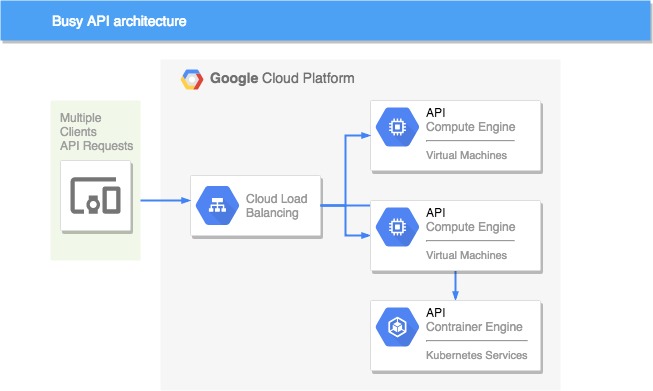 Busy API architecture
Google Cloud Platform
Multiple
Clients
API Requests
Cloud Load
Balancing
API
Compute Engine
Virtual Machines
API
Compute Engine
Virtual Machines
API
Contrainer Engine
Kubernetes Services